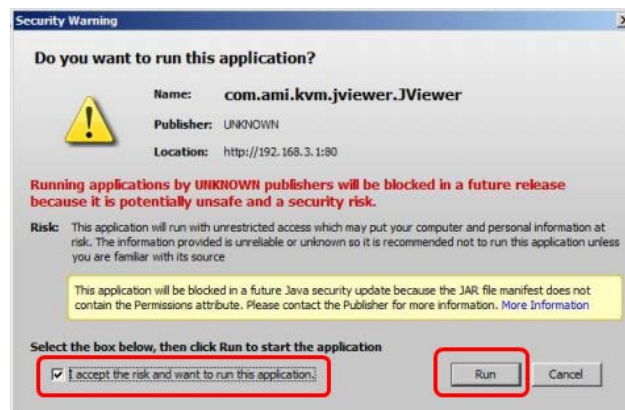 Security Warning
Do you want to run this application?
Name: com.ami.kvm.jviewer.JViewer
Publisher: UNKNOWN
Location: http://192.168.3.1:80
Running applications by UNKNOWN publishers will be blocked in a future release
because it is potentially unsafe and a security risk.
Risk: This application will run with unrestricted access which may put your computer and personal information at
risk. The information provided is unreliable or unknown so it is recommended not to run this application unless
you are familiar with its source
This application will be blocked in a future Java security update because the JAR file manifest does not
contain the Permissions attribute. Please contact the Publisher for more information. More Information
Select the box below, then click Run to start the application
I accept the risk and want to run this application.
Run Cancel